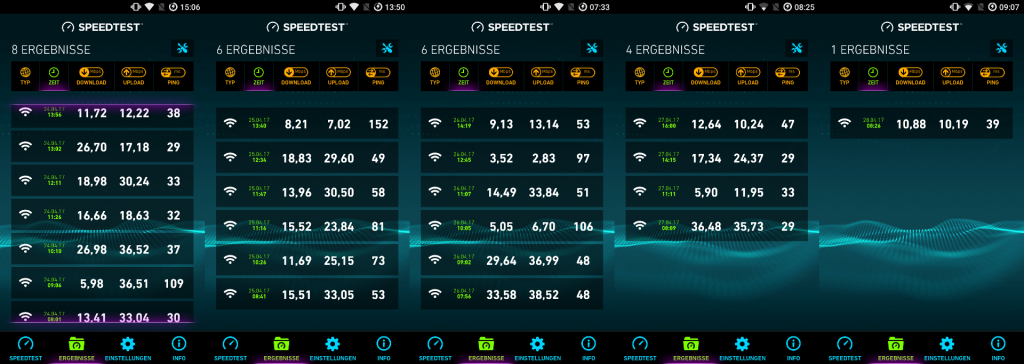 15:06
SPEEDTEST
8 ERGEBNISSE
TYP ZEIT DOWNLOAD UPLOAD PING
24.04.17 13:56 11,72 12,22 38
24.04.17 13:02 26,70 17,18 29
24.04.17 12:11 18,98 30,24 33
24.04.17 11:26 16,66 18,63 32
24.04.17 10:10 26,98 36,52 37
24.04.17 09:06 5,98 36,51 109
24.04.17 08:01 13,41 33,04 30
SPEEDTEST ERGEBNISSE EINSTELLUNGEN INFO
13:50
SPEEDTEST
6 ERGEBNISSE
TYP ZEIT DOWNLOAD UPLOAD PING
25.04.17 13:40 8,21 7,02 152
25.04.17 12:36 18,83 29,60 49
25.04.17 11:47 13,96 30,50 58
25.04.17 11:16 15,52 23,84 81
25.04.17 10:26 11,69 25,15 73
25.04.17 08:41 15,51 33,05 53
SPEEDTEST ERGEBNISSE EINSTELLUNGEN INFO
07:33
SPEEDTEST
6 ERGEBNISSE
TYP ZEIT DOWNLOAD UPLOAD PING
26.04.17 14:19 9,13 13,14 53
26.04.17 12:45 3,52 2,83 97
26.04.17 11:07 14,49 33,84 51
26.04.17 10:05 5,05 6,70 106
26.04.17 09:02 29,64 36,99 48
26.04.17 07:56 33,58 38,52 48
SPEEDTEST ERGEBNISSE EINSTELLUNGEN INFO
08:25
SPEEDTEST
4 ERGEBNISSE
TYP ZEIT DOWNLOAD UPLOAD PING
27.04.17 16:00 12,64 10,24 47
27.04.17 14:15 17,34 24,37 29
27.04.17 11:11 5,90 11,95 33
27.04.17 08:09 36,48 35,73 29
SPEEDTEST ERGEBNISSE EINSTELLUNGEN INFO
09:07
SPEEDTEST
1 ERGEBNISSE
TYP ZEIT DOWNLOAD UPLOAD PING
28.04.17 08:26 10,88 10,19 39
SPEEDTEST ERGEBNISSE EINSTELLUNGEN INFO